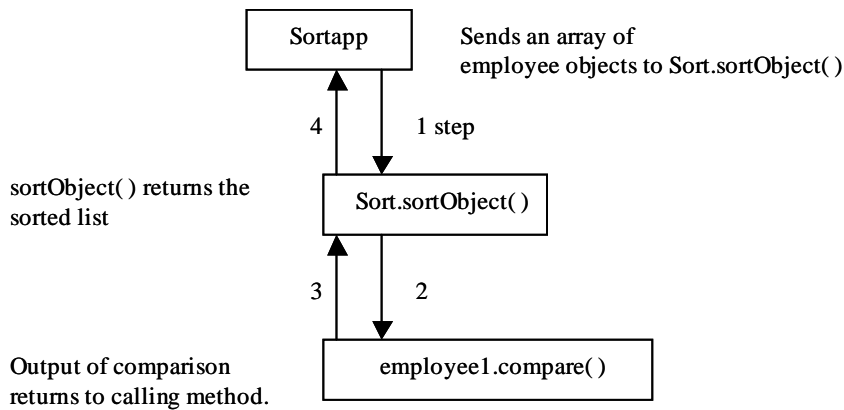 Sortapp
Sends an array of
employee objects to Sort.sortObject( )
4
1 step
sortObject( ) returns the
sorted list
Sort.sortObject( )
3
2
Output of comparison
returns to calling method.
employee1.compare( )